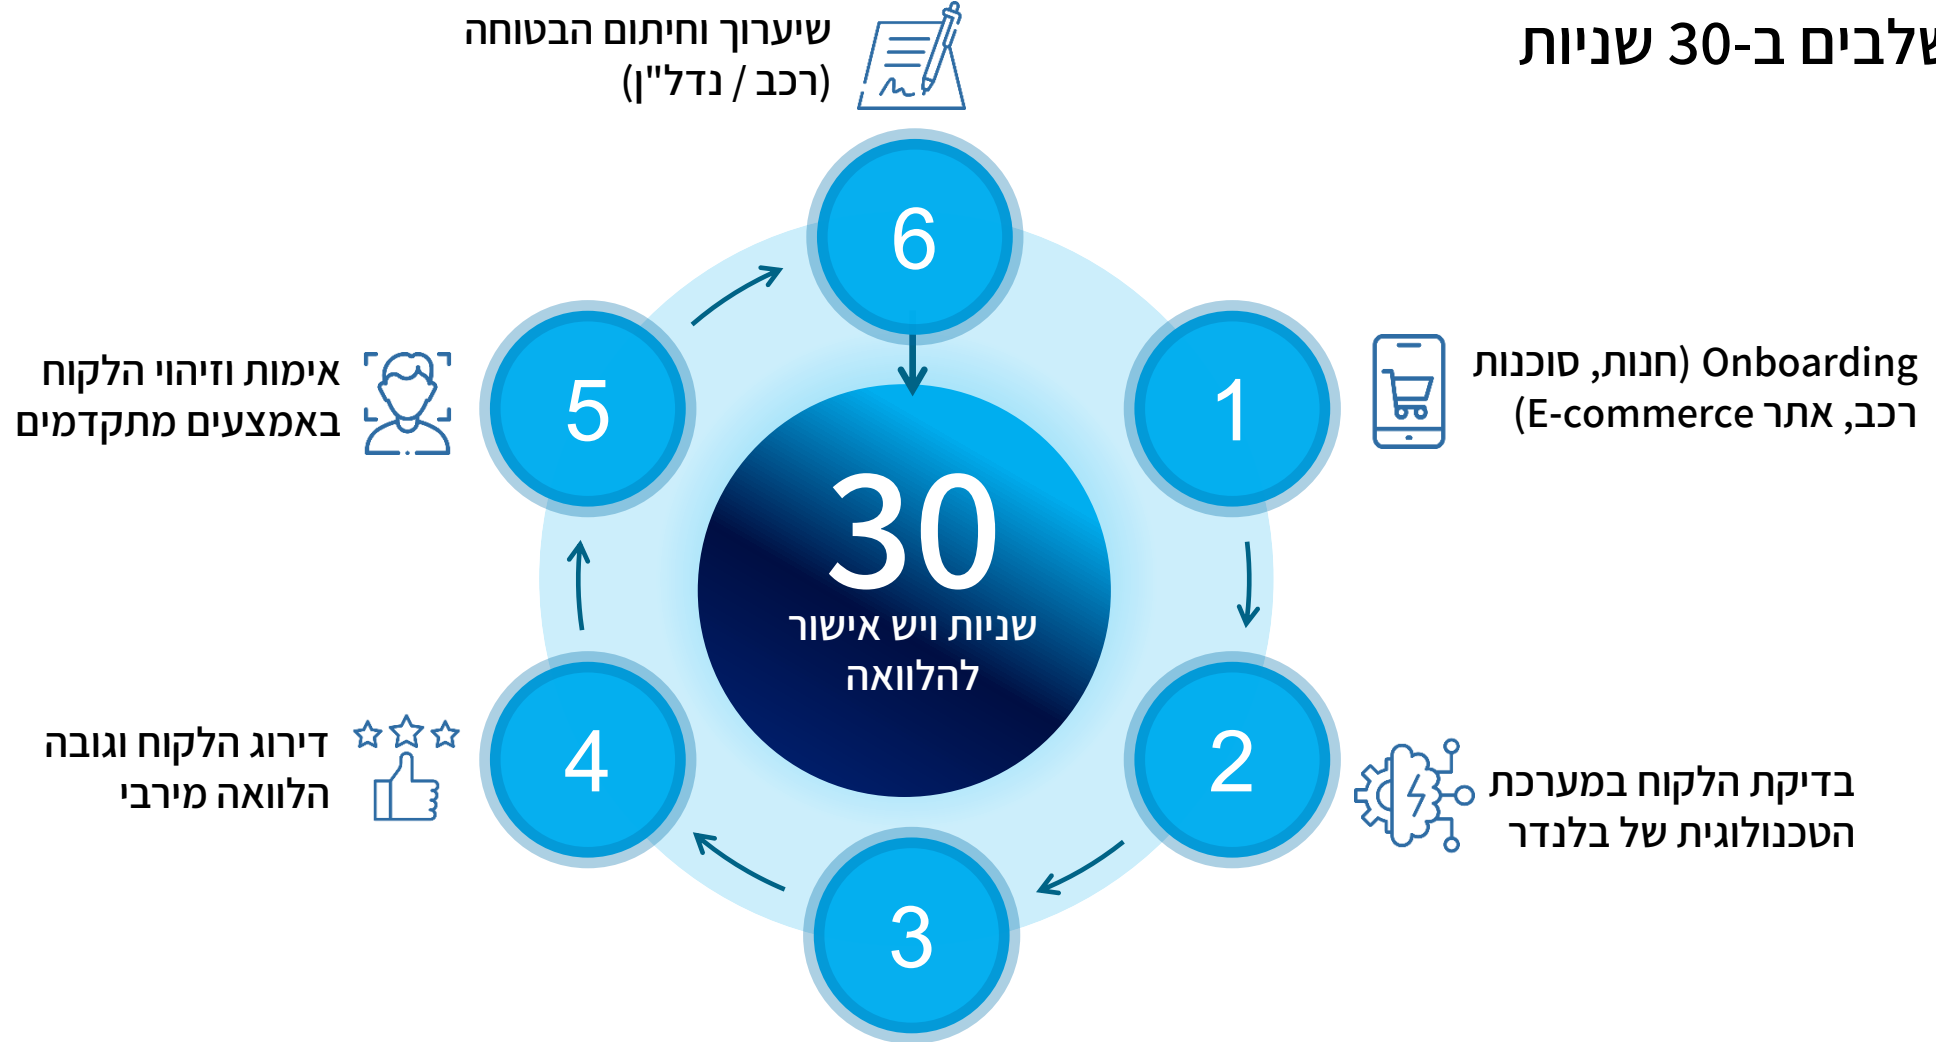 שלבים ב-30 שניות
שיערוך וחיתום הבטוחה
(רכב / נדל"ן)
6
1
Onboarding (חנות, סוכנות
רכב, אתר E-commerce)
2
בדיקת הלקוח במערכת
הטכנולוגית של בלנדר
3
4
דירוג הלקוח וגובה
הלוואה מירבי
5
אימות וזיהוי הלקוח
באמצעים מתקדמים
30
שניות ויש אישור
להלוואה